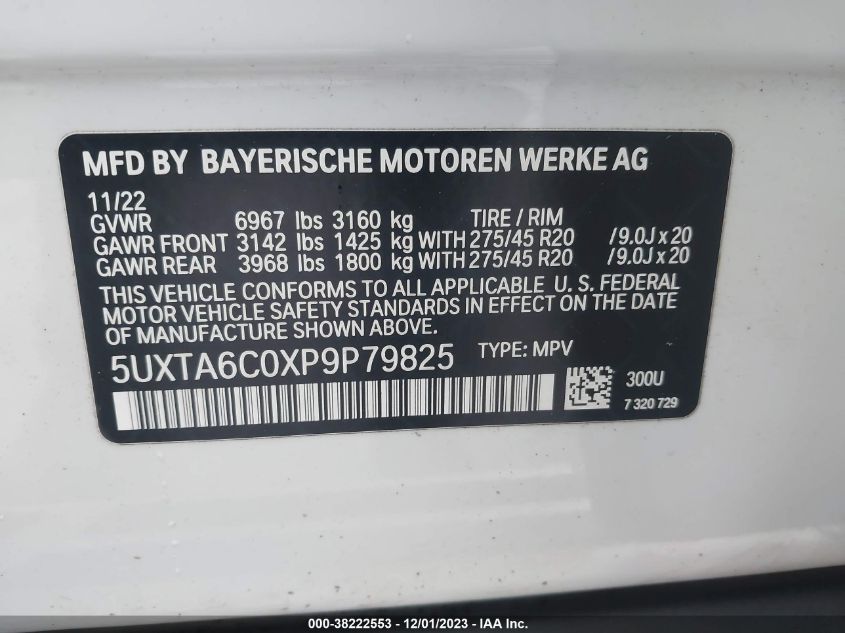 MFD BY BAYERISCHE MOTOREN WERKE AG
11/22
GVWR 6967 lbs 3160 kg TIRE / RIM
GAWR FRONT 3142 lbs 1425 kg WITH 275/45 R20 /9.0J x 20
GAWR REAR 3968 lbs 1800 kg WITH 275/45 R20 /9.0J x 20
THIS VEHICLE CONFORMS TO ALL APPLICABLE U. S. FEDERAL
MOTOR VEHICLE SAFETY STANDARDS IN EFFECT ON THE DATE
OF MANUFACTURE SHOWN ABOVE.
5UXTA6C0XP9P79825 TYPE: MPV
300U
7 320 729
000-38222553 - 12/01/2023 - IAA Inc.